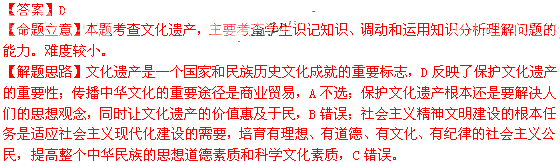 【答案】D
【命题立意】本题考查文化遗产，主要考查学生识记知识、调动和运用知识分析理解问题的
能力。难度较小。
【解题思路】文化遗产是一个国家和民族历史文化成就的重要标志，D反映了保护文化遗产
的重要性；传播中华文化的重要途径是商业贸易，A不选；保护文化遗产根本还是要解决人
们的思想观念，同时让文化遗产的价值惠及于民，B错误；社会主义精神文明建设的根本任
务是适应社会主义现代化建设的需要，培育有理想、有道德、有文化、有纪律的社会主义公
民，提高整个中华民族的思想道德素质和科学文化素质，C错误。